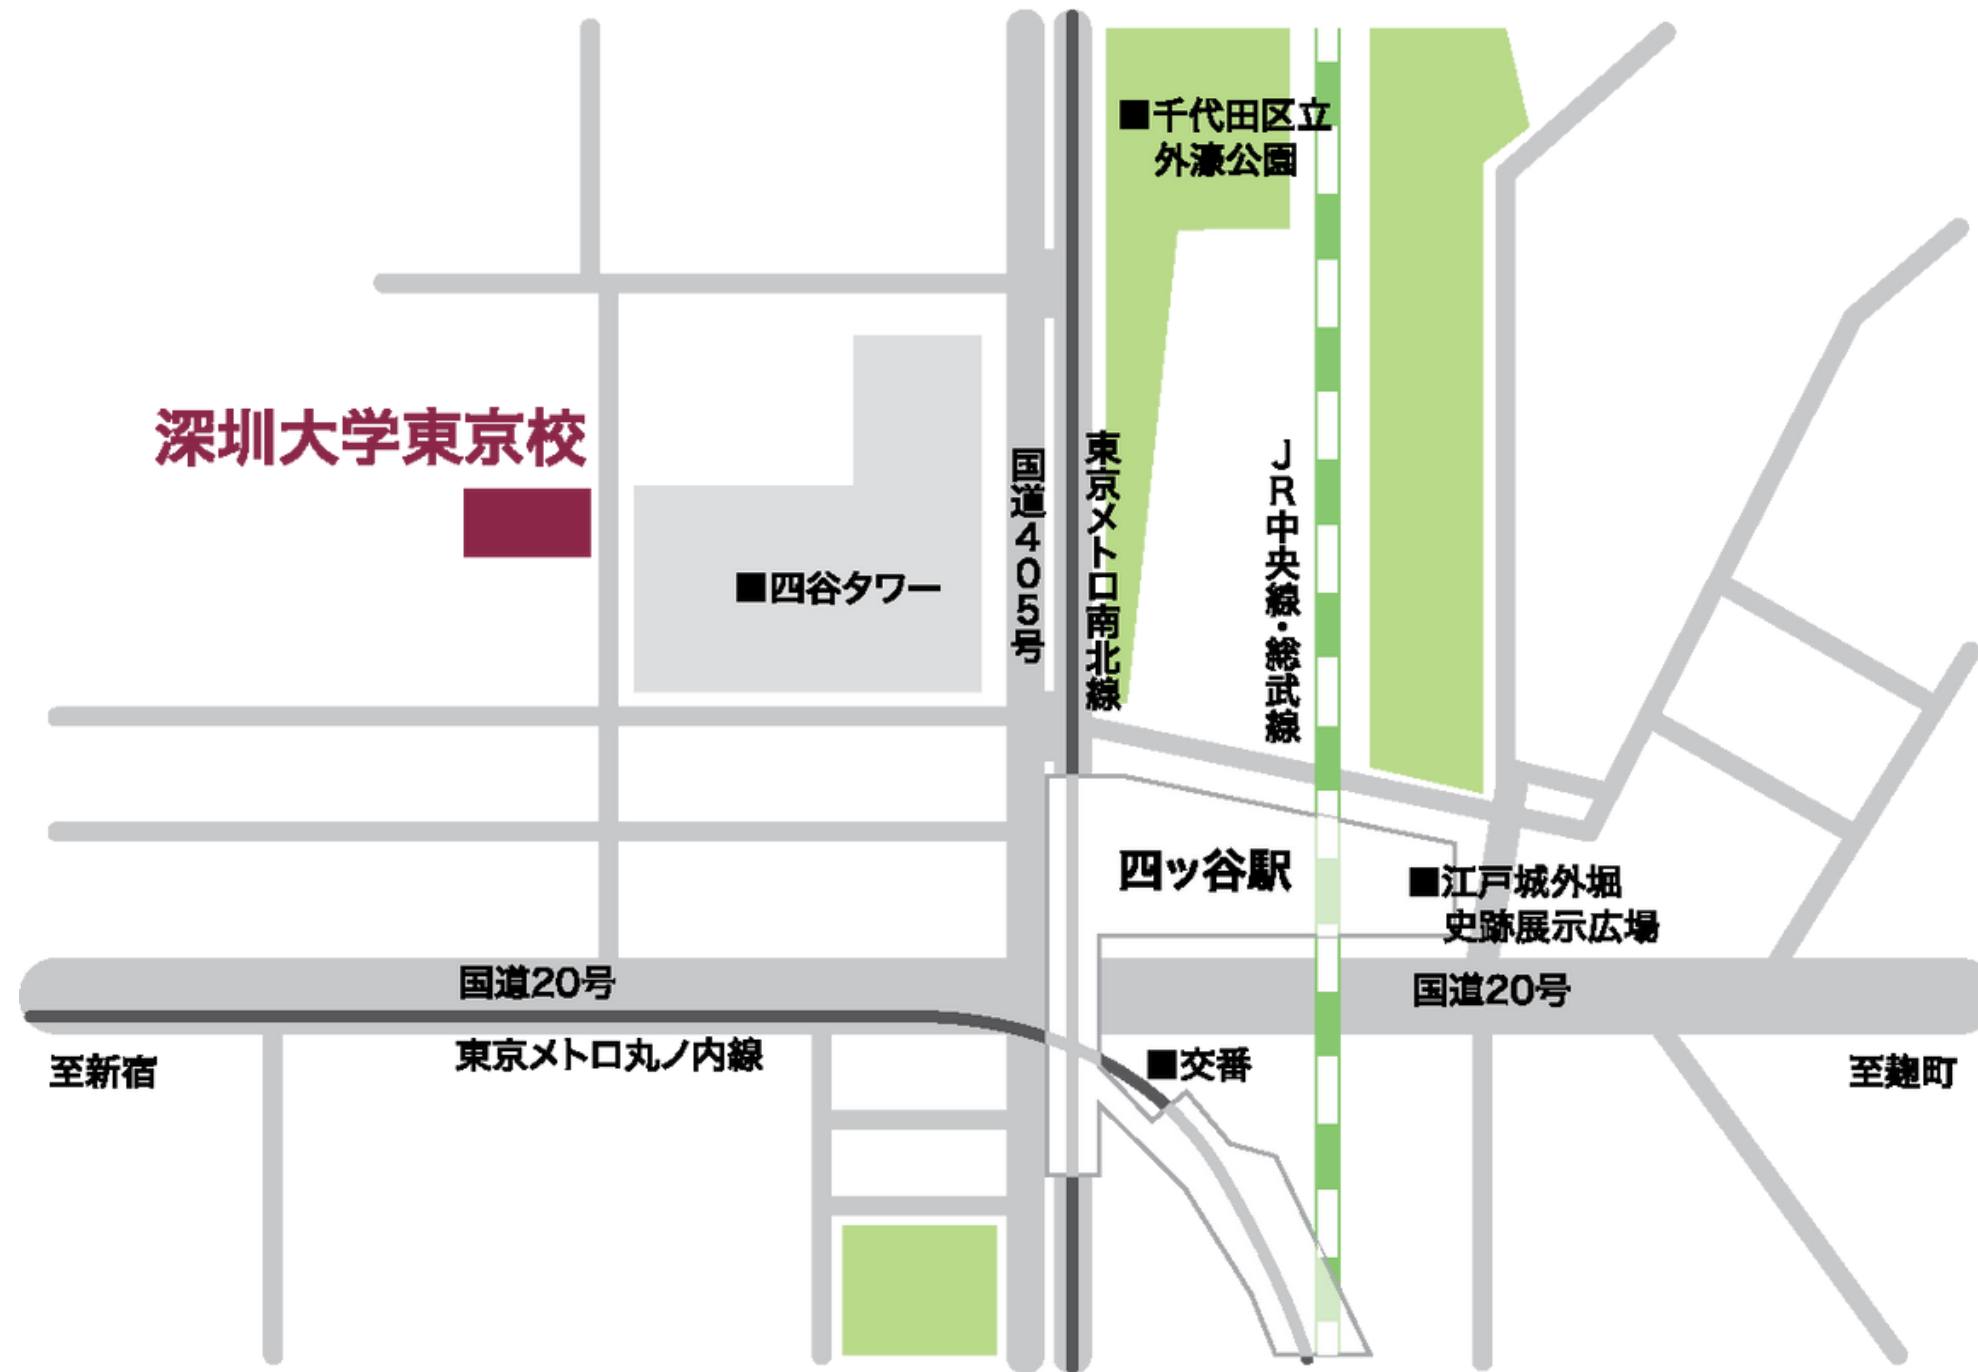 千代田区立
外濠公園
深圳大学東京校
国道405号
東京メトロ南北線
JR中央線・総武線
四谷タワー
四ッ谷駅
江戸城外堀
史跡展示広場
国道20号
国道20号
至新宿
東京メトロ丸ノ内線
交番
至麹町